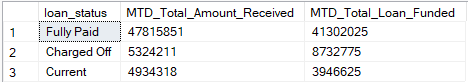 loan_status MTD_Total_Amount_Received MTD_Total_Loan_Funded
1 Fully Paid 47815851 41302025
2 Charged Off 5324211 8732775
3 Current 4934318 3946625